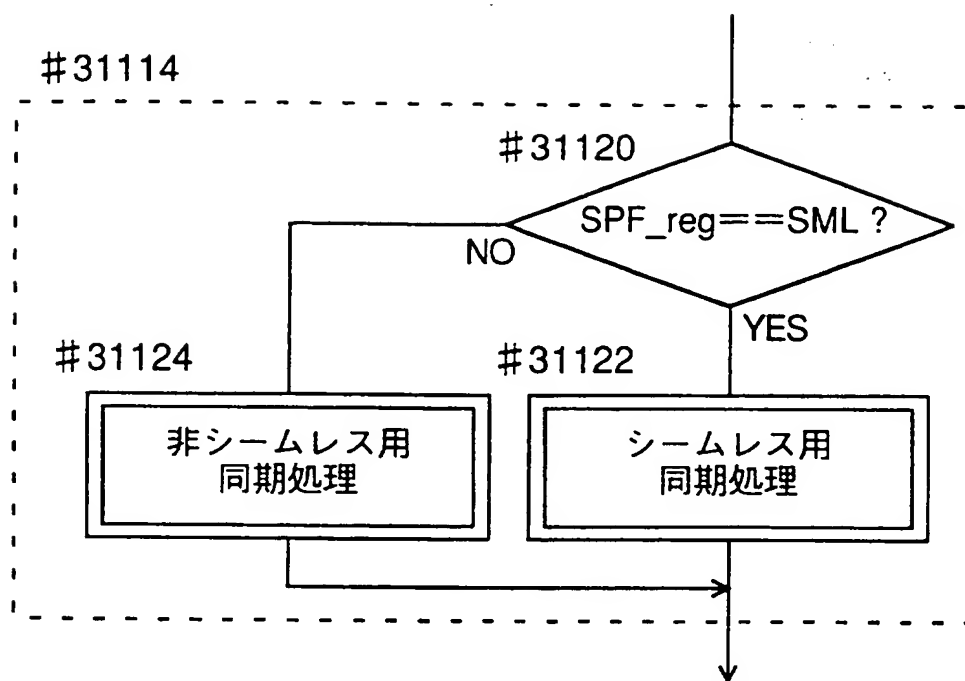 #31114
#31120
SPF_reg==SML ?
NO
YES
#31124
#31122
非シームレス用
同期処理
シームレス用
同期処理